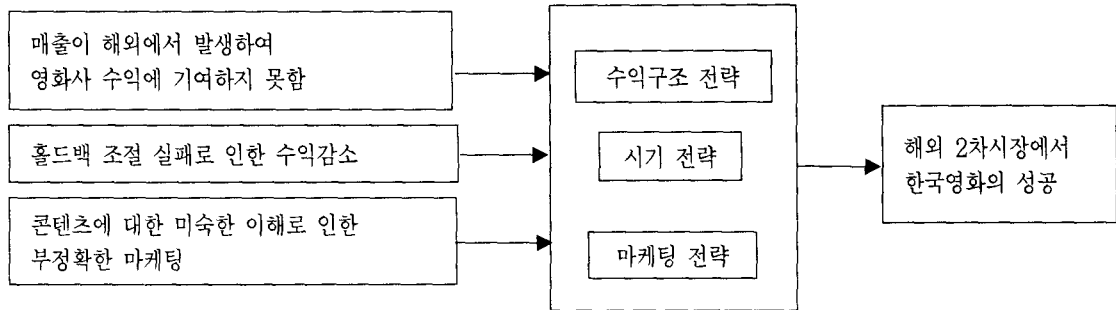 매출이 해외에서 발생하여
영화사 수익에 기여하지 못함
홀드백 조절 실패로 인한 수익감소
콘텐츠에 대한 미숙한 이해로 인한
부정확한 마케팅
수익구조 전략
시기 전략
마케팅 전략
해외 2차시장에서
한국영화의 성공